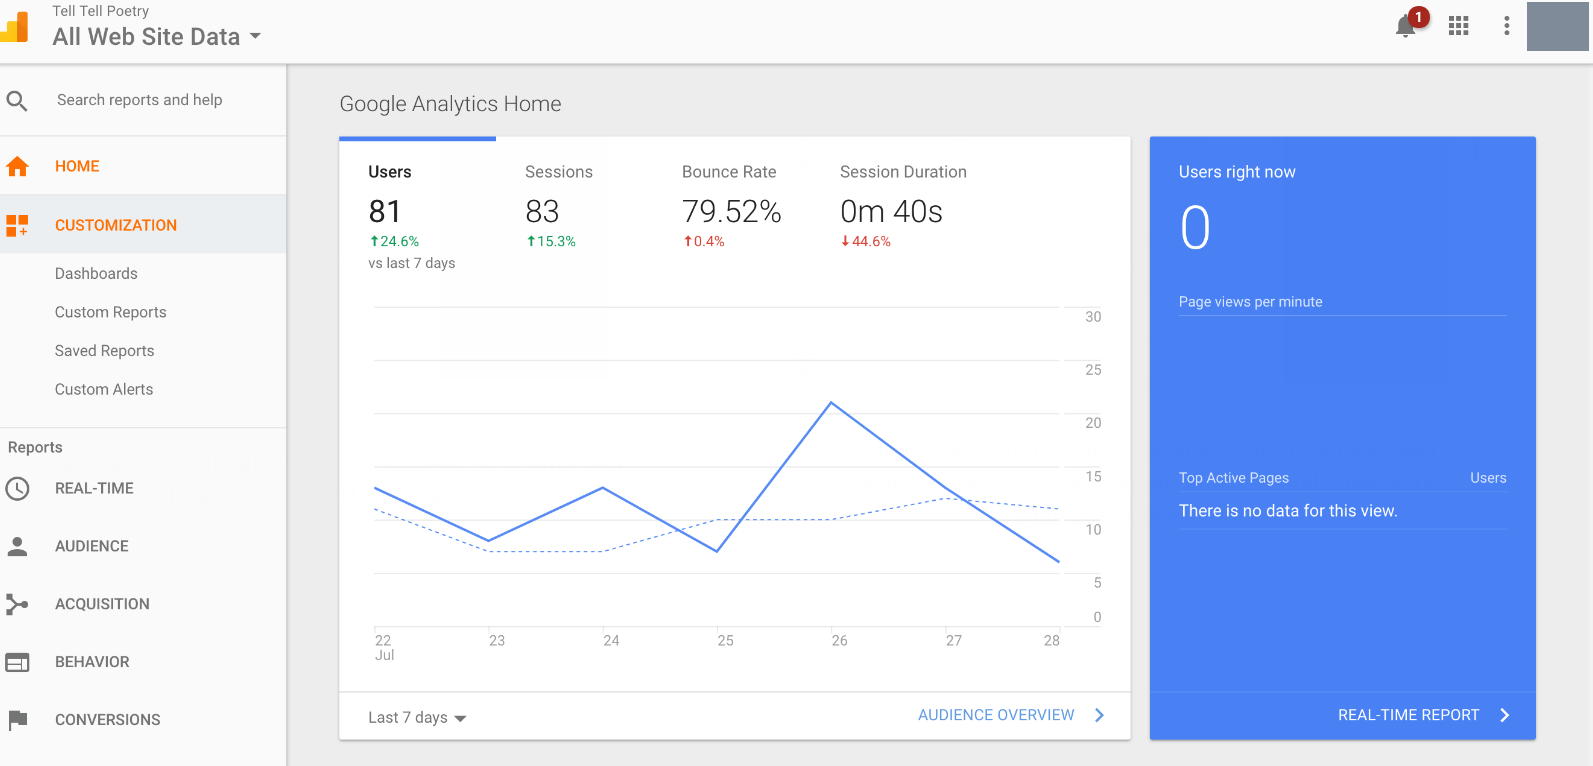 Tell Tell Poetry
All Web Site Data
1
Search reports and help
HOME
CUSTOMIZATION
Dashboards
Custom Reports
Saved Reports
Custom Alerts
Reports
REAL-TIME
AUDIENCE
ACQUISITION
BEHAVIOR
CONVERSIONS
Google Analytics Home
Users
81
↑24.6%
vs last 7 days
Sessions
83
↑15.3%
Bounce Rate
79.52%
↑0.4%
Session Duration
0m 40s
↓44.6%
30
25
20
15
10
5
0
22 23 24 25 26 27 28
Jul
Last 7 days
AUDIENCE OVERVIEW
Users right now
0
Page views per minute
Top Active Pages Users
There is no data for this view.
REAL-TIME REPORT